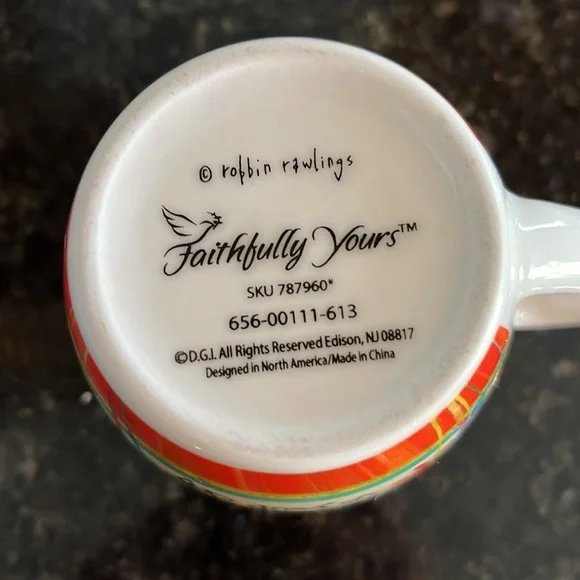 © robbin rawlings
Faithfully Yours™
SKU 787960*
656-00111-613
©D.G.I. All Rights Reserved Edison, NJ 08817
Designed in North America/Made in China